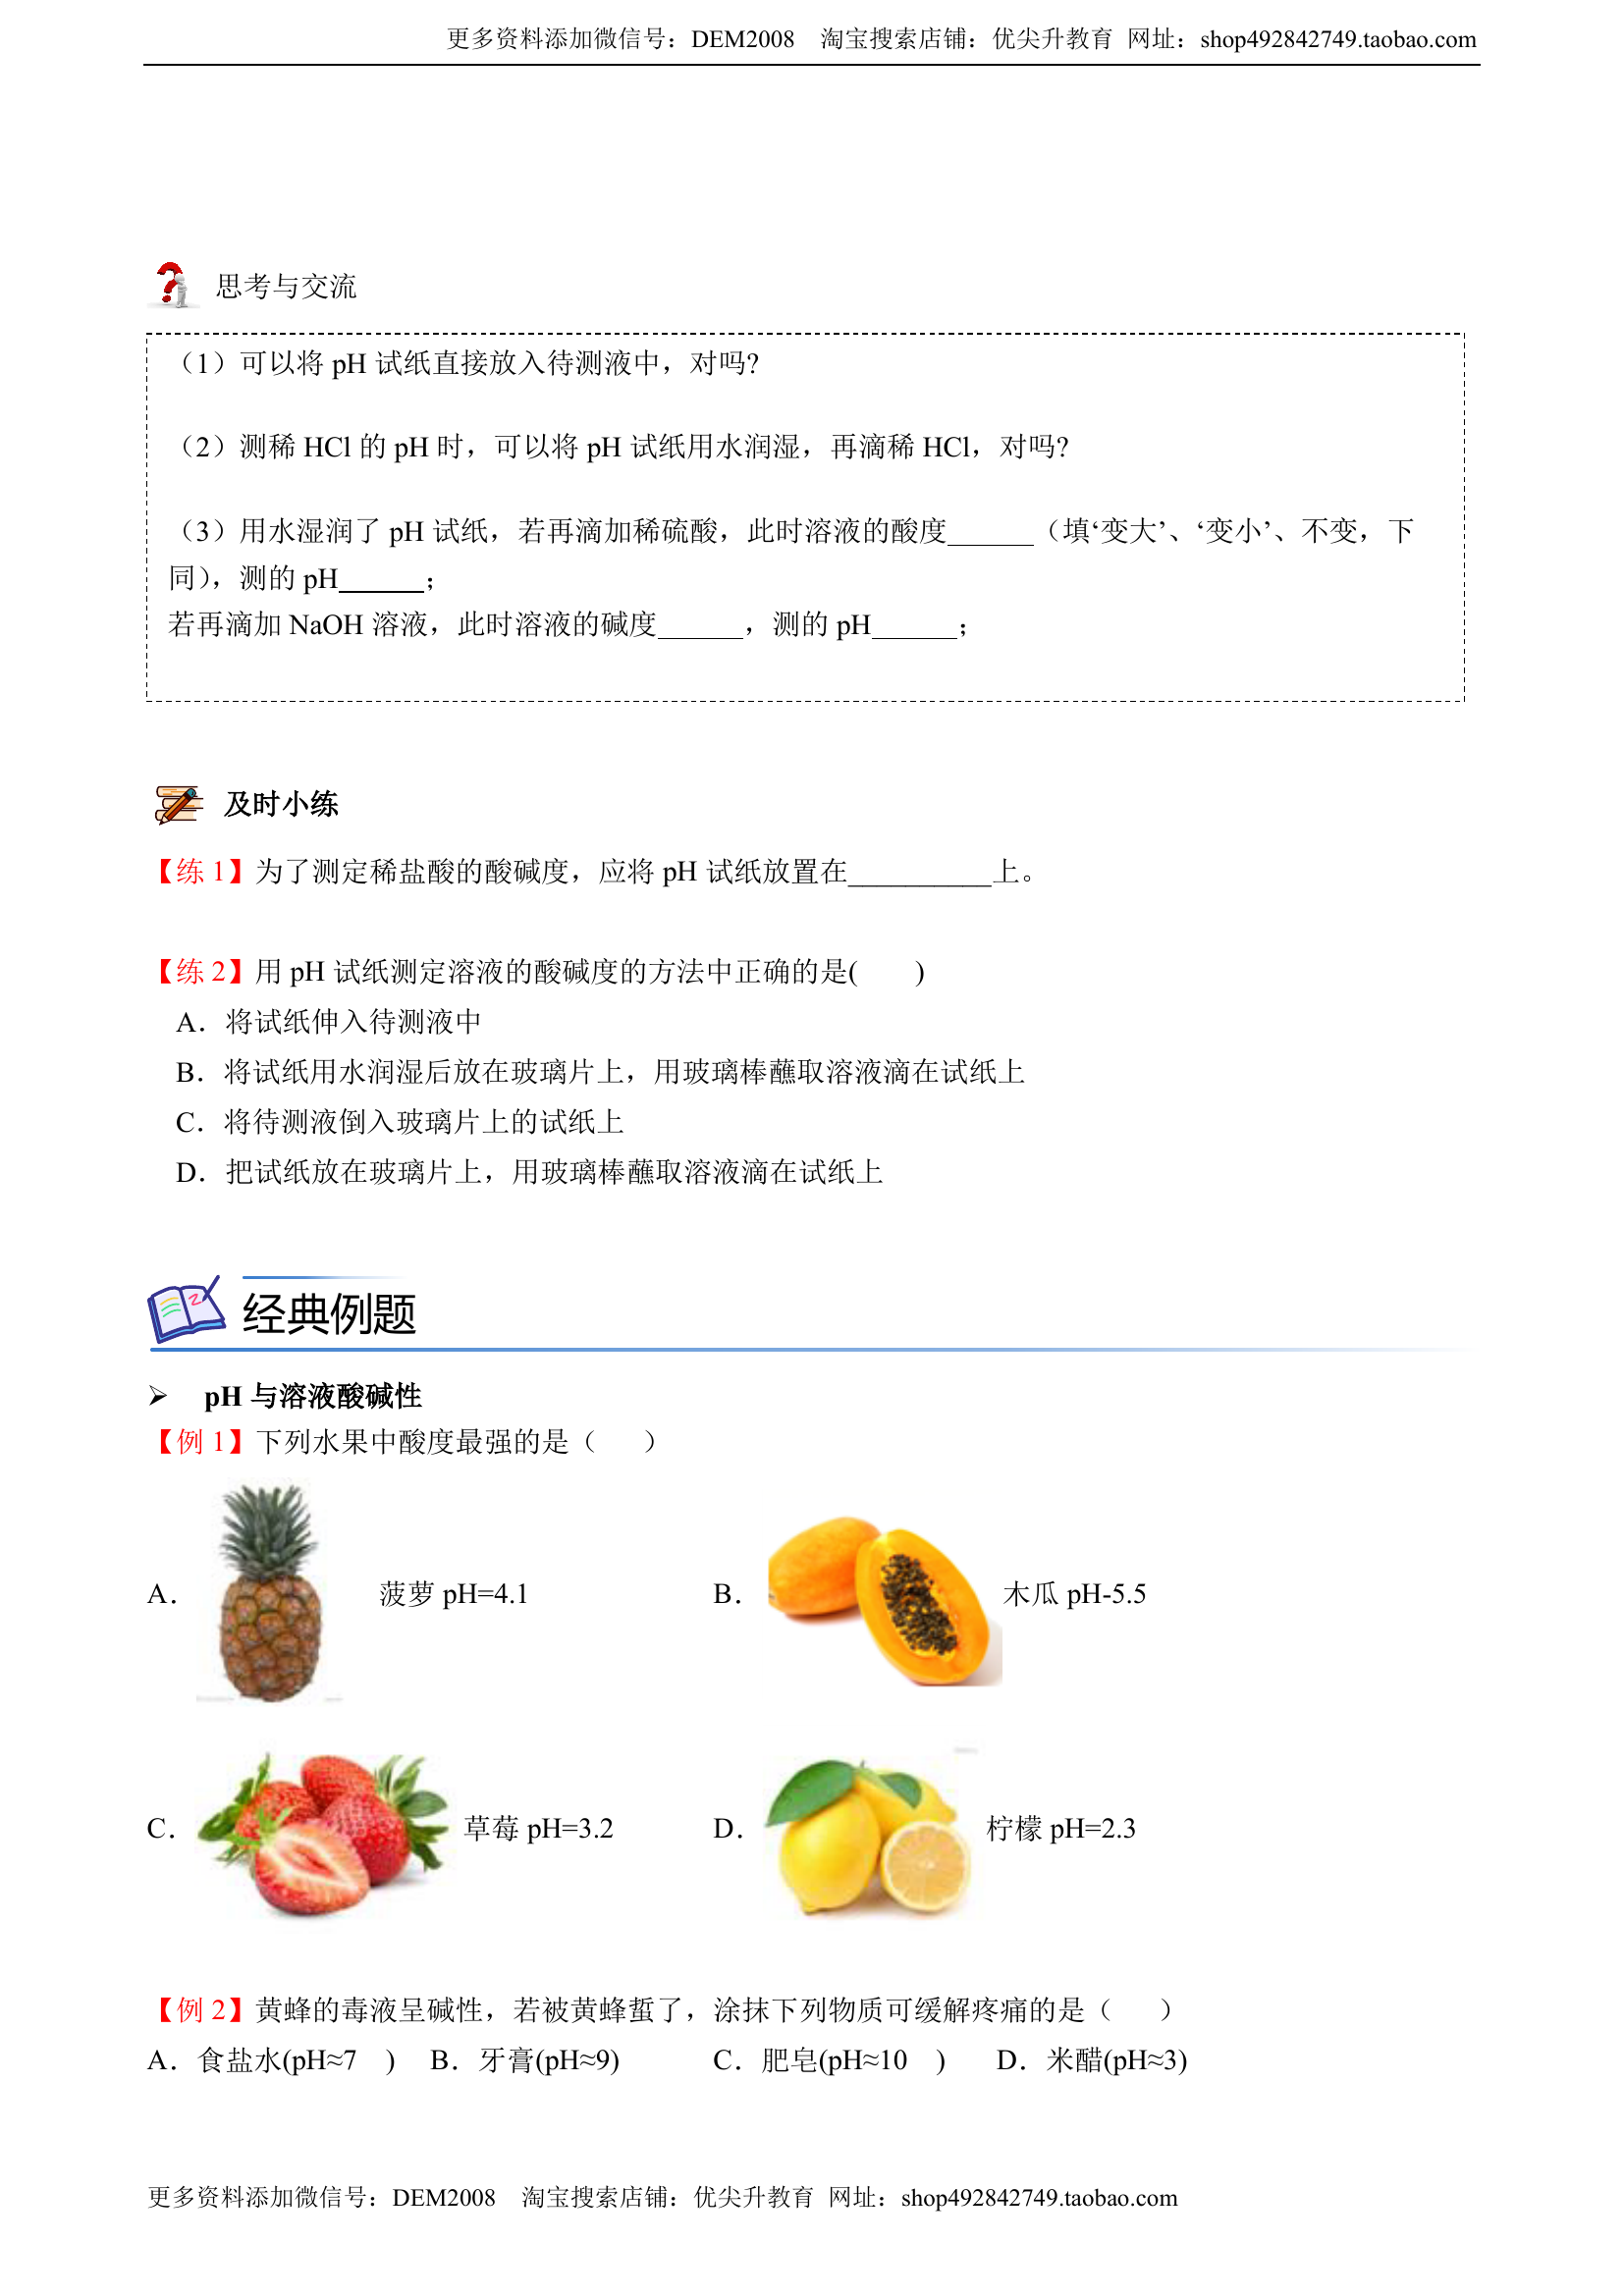 更多资料添加微信号：DEM2008　淘宝搜索店铺：优尖升教育 网址：shop492842749.taobao.com
思考与交流
（1）可以将 pH 试纸直接放入待测液中，对吗?
（2）测稀 HCl 的 pH 时，可以将 pH 试纸用水润湿，再滴稀 HCl，对吗?
（3）用水湿润了 pH 试纸，若再滴加稀硫酸，此时溶液的酸度______（填‘变大’、‘变小’、不变，下
同），测的 pH______；
若再滴加 NaOH 溶液，此时溶液的碱度______，测的 pH______；
及时小练
【练 1】为了测定稀盐酸的酸碱度，应将 pH 试纸放置在__________上。
【练 2】用 pH 试纸测定溶液的酸碱度的方法中正确的是(　　)
A．将试纸伸入待测液中
B．将试纸用水润湿后放在玻璃片上，用玻璃棒蘸取溶液滴在试纸上
C．将待测液倒入玻璃片上的试纸上
D．把试纸放在玻璃片上，用玻璃棒蘸取溶液滴在试纸上
经典例题
➢ pH 与溶液酸碱性
【例 1】下列水果中酸度最强的是（　　）
A． 菠萝 pH=4.1 B． 木瓜 pH-5.5
C． 草莓 pH=3.2 D． 柠檬 pH=2.3
【例 2】黄蜂的毒液呈碱性，若被黄蜂蜇了，涂抹下列物质可缓解疼痛的是（　　）
A．食盐水(pH≈7　) B．牙膏(pH≈9) C．肥皂(pH≈10　) D．米醋(pH≈3)
更多资料添加微信号：DEM2008　淘宝搜索店铺：优尖升教育 网址：shop492842749.taobao.com